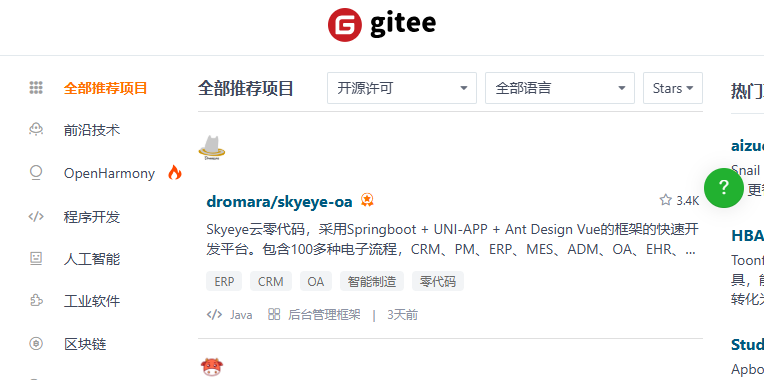 gitee
全部推荐项目
前沿技术
OpenHarmony
程序开发
人工智能
工业软件
区块链
全部推荐项目
开源许可
全部语言
Stars
dromara/skyeye-oa
3.4K
Skyeye云零代码，采用Springboot + UNI-APP + Ant Design Vue的框架的快速开
发平台。包含100多种电子流程，CRM、PM、ERP、MES、ADM、OA、EHR、...
ERP
CRM
OA
智能制造
零代码
Java
后台管理框架 | 3天前
热门
Snail
?
更
HBA
具，
转化为
Stud
Apbo